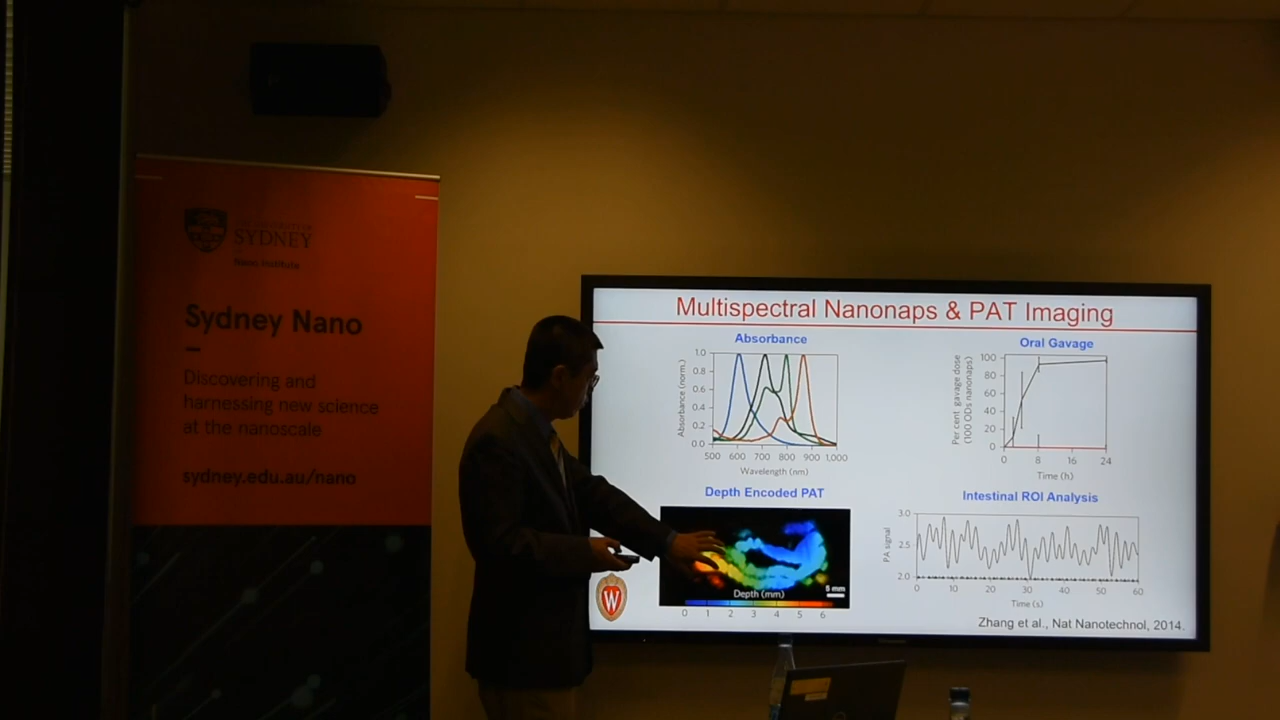 SYDNEY
Nano Institute
Sydney Nano
Discovering and
harnessing new science
at the nanoscale
sydney.edu.au/nano
Multispectral Nanonaps & PAT Imaging
Absorbance
Absorbance (norm.)
1.0
0.8
0.6
0.4
0.2
0.0
500 600 700 800 900 1,000
Wavelength (nm)
Oral Gavage
Per cent gavage dose
(100 ODs nanonaps)
100
80
60
40
20
0
0 8 16 24
Time (h)
Depth Encoded PAT
Depth (mm)
5 mm
0 1 2 3 4 5 6
W
Intestinal ROI Analysis
PA signal
3.0
2.5
2.0
0 10 20 30 40 50 60
Time (s)
Zhang et al., Nat Nanotechnol, 2014.